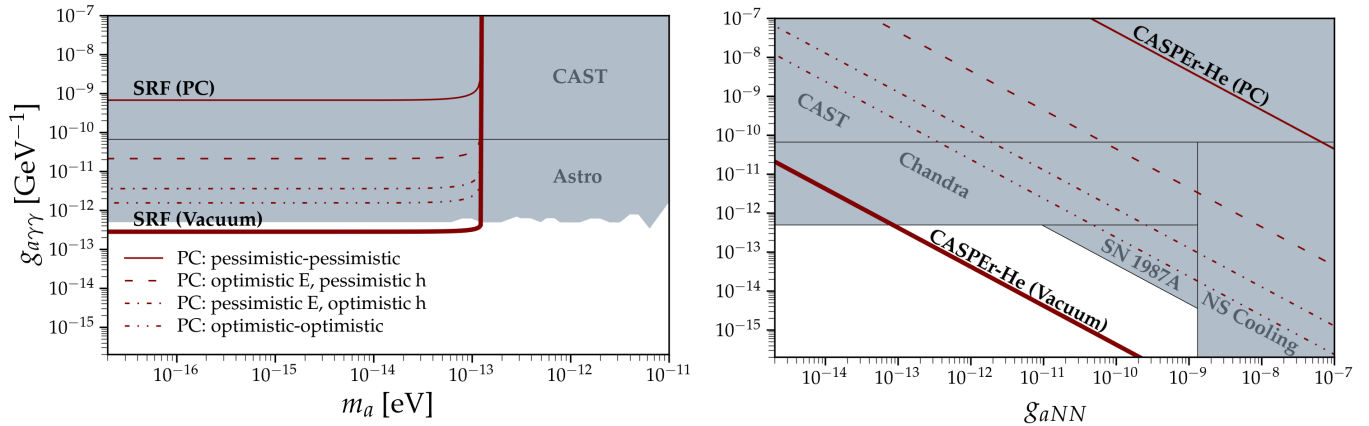 10⁻⁷
10⁻⁸
10⁻⁹
10⁻¹⁰
10⁻¹¹
10⁻¹²
10⁻¹³
10⁻¹⁴
10⁻¹⁵
g_{aγγ} [GeV⁻¹]
SRF (PC)
CAST
Astro
SRF (Vacuum)
PC: pessimistic-pessimistic
PC: optimistic E, pessimistic h
PC: pessimistic E, optimistic h
PC: optimistic-optimistic
10⁻¹⁶ 10⁻¹⁵ 10⁻¹⁴ 10⁻¹³ 10⁻¹² 10⁻¹¹
m_a [eV]
10⁻⁷
10⁻⁸
10⁻⁹
10⁻¹⁰
10⁻¹¹
10⁻¹²
10⁻¹³
10⁻¹⁴
10⁻¹⁵
CASPEr-He (PC)
CAST
Chandra
SN 1987A
CASPEr-He (Vacuum)
NS Cooling
10⁻¹⁴ 10⁻¹³ 10⁻¹² 10⁻¹¹ 10⁻¹⁰ 10⁻⁹ 10⁻⁸ 10⁻⁷
g_{aNN}